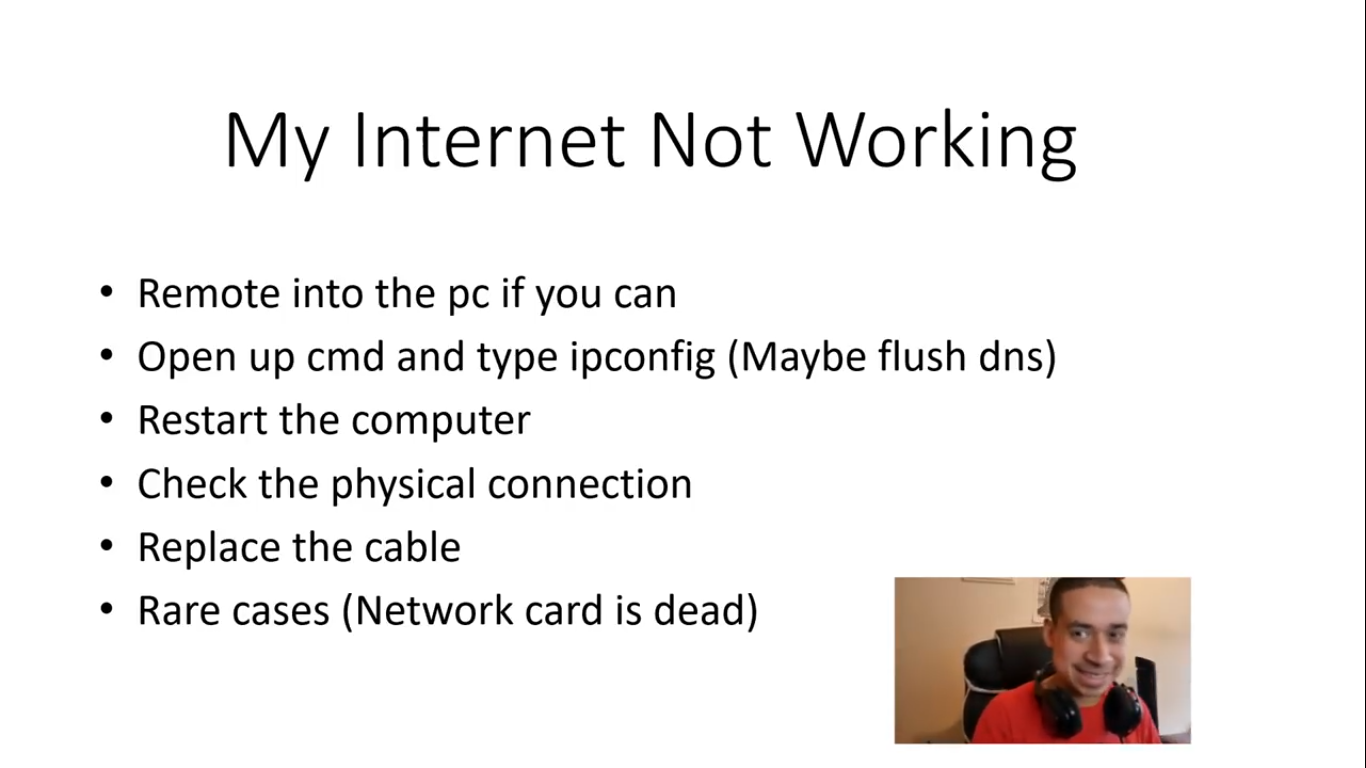 My Internet Not Working
• Remote into the pc if you can
• Open up cmd and type ipconfig (Maybe flush dns)
• Restart the computer
• Check the physical connection
• Replace the cable
• Rare cases (Network card is dead)